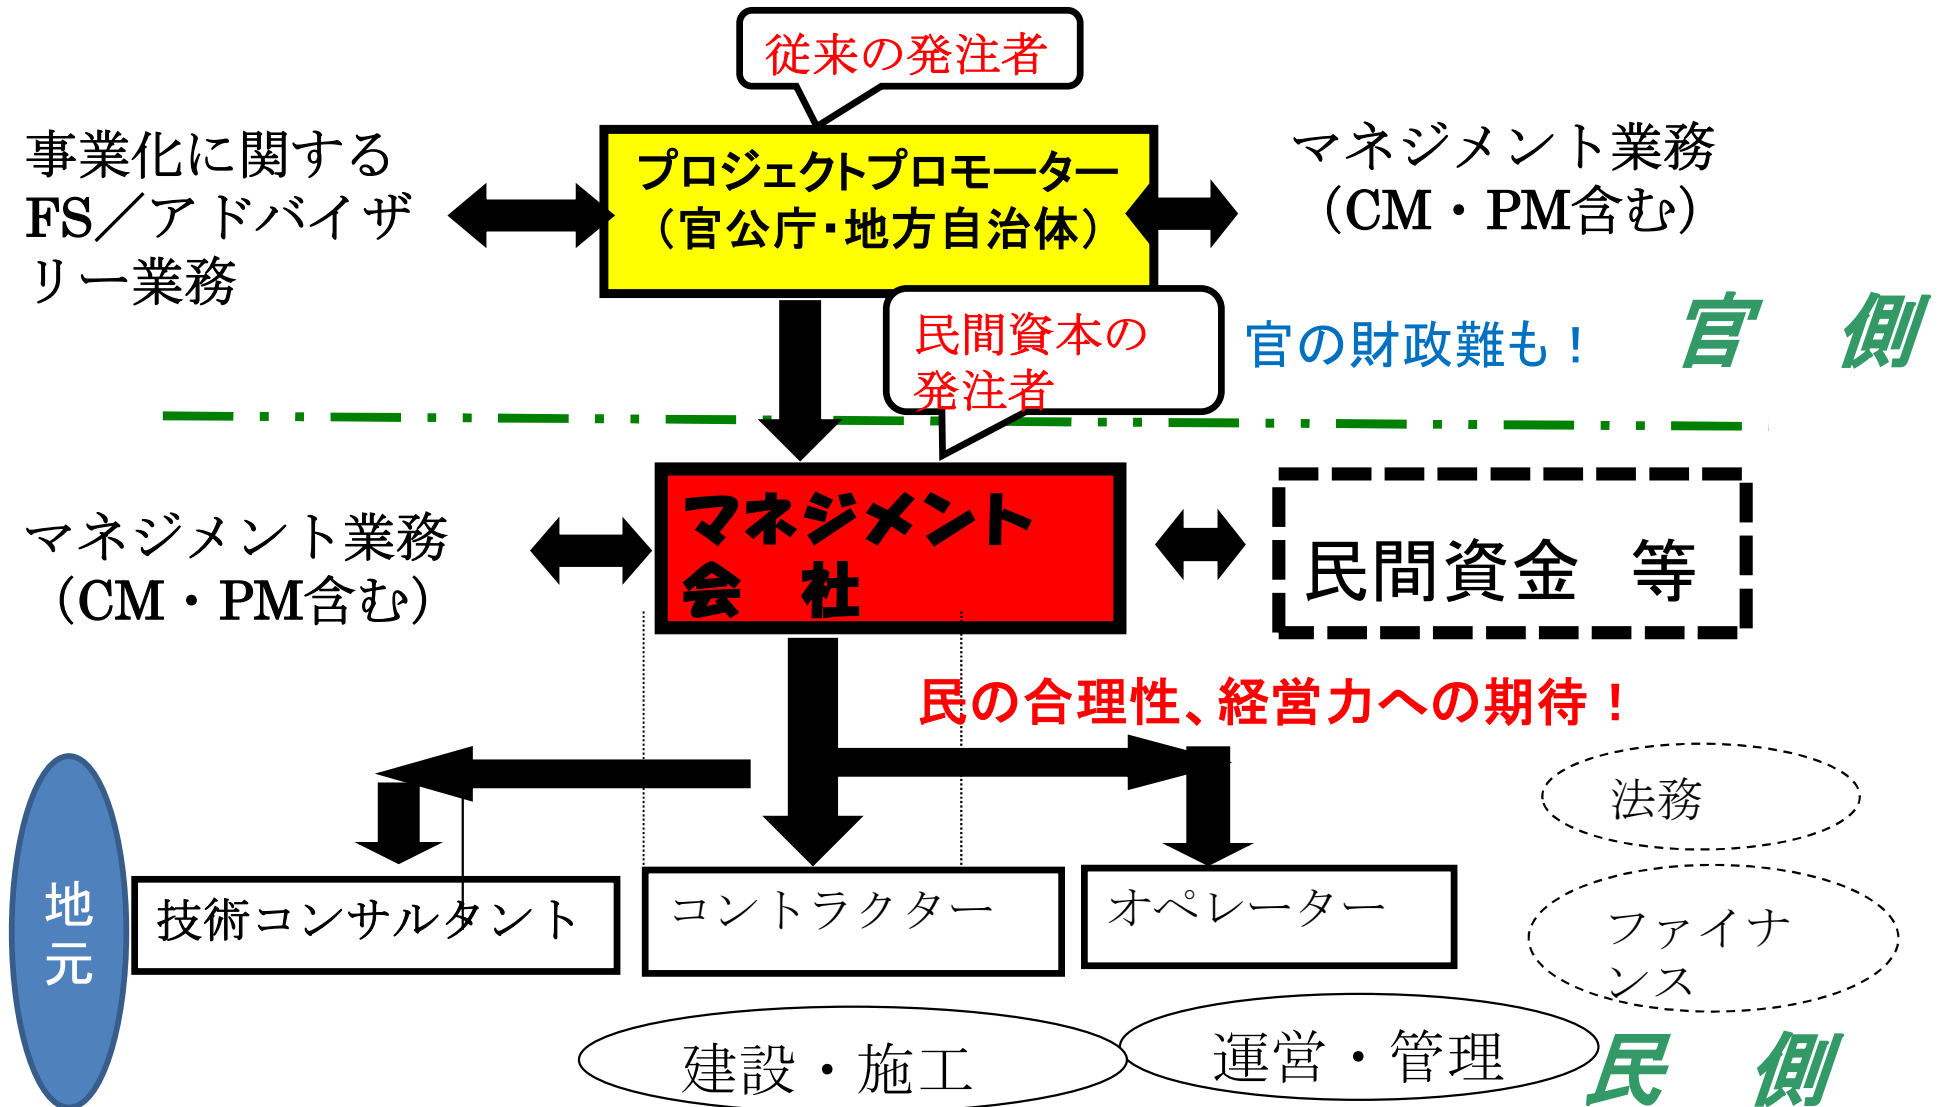 従来の発注者
事業化に関する
FS／アドバイザ
リー業務
プロジェクトプロモーター
（官公庁・地方自治体）
マネジメント業務
（CM・PM含む）
民間資本の
発注者
官の財政難も！
官　側
マネジメント業務
（CM・PM含む）
マネジメント
会　社
民間資金　等
民の合理性、経営力への期待！
地
元
技術コンサルタント
コントラクター
オペレーター
法務
ファイナ
ンス
建設・施工
運営・管理
民　側